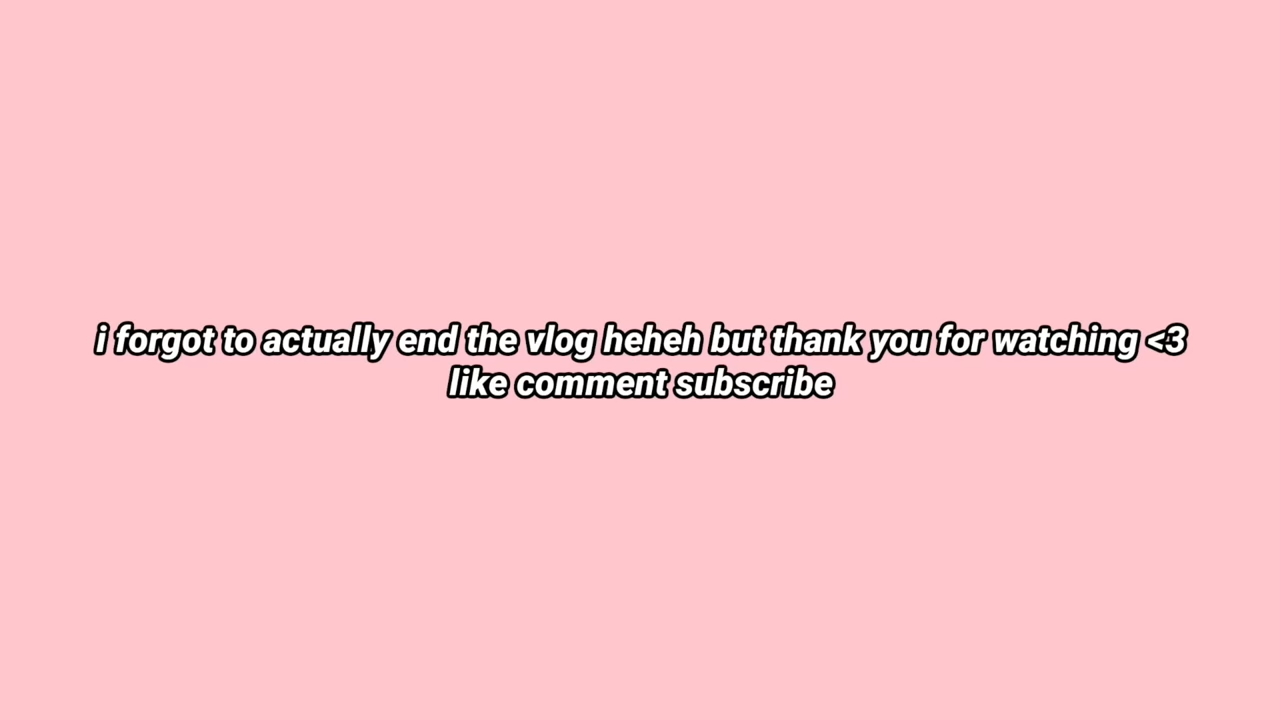 i forgot to actually end the vlog heheh but thank you for watching <3
like comment subscribe